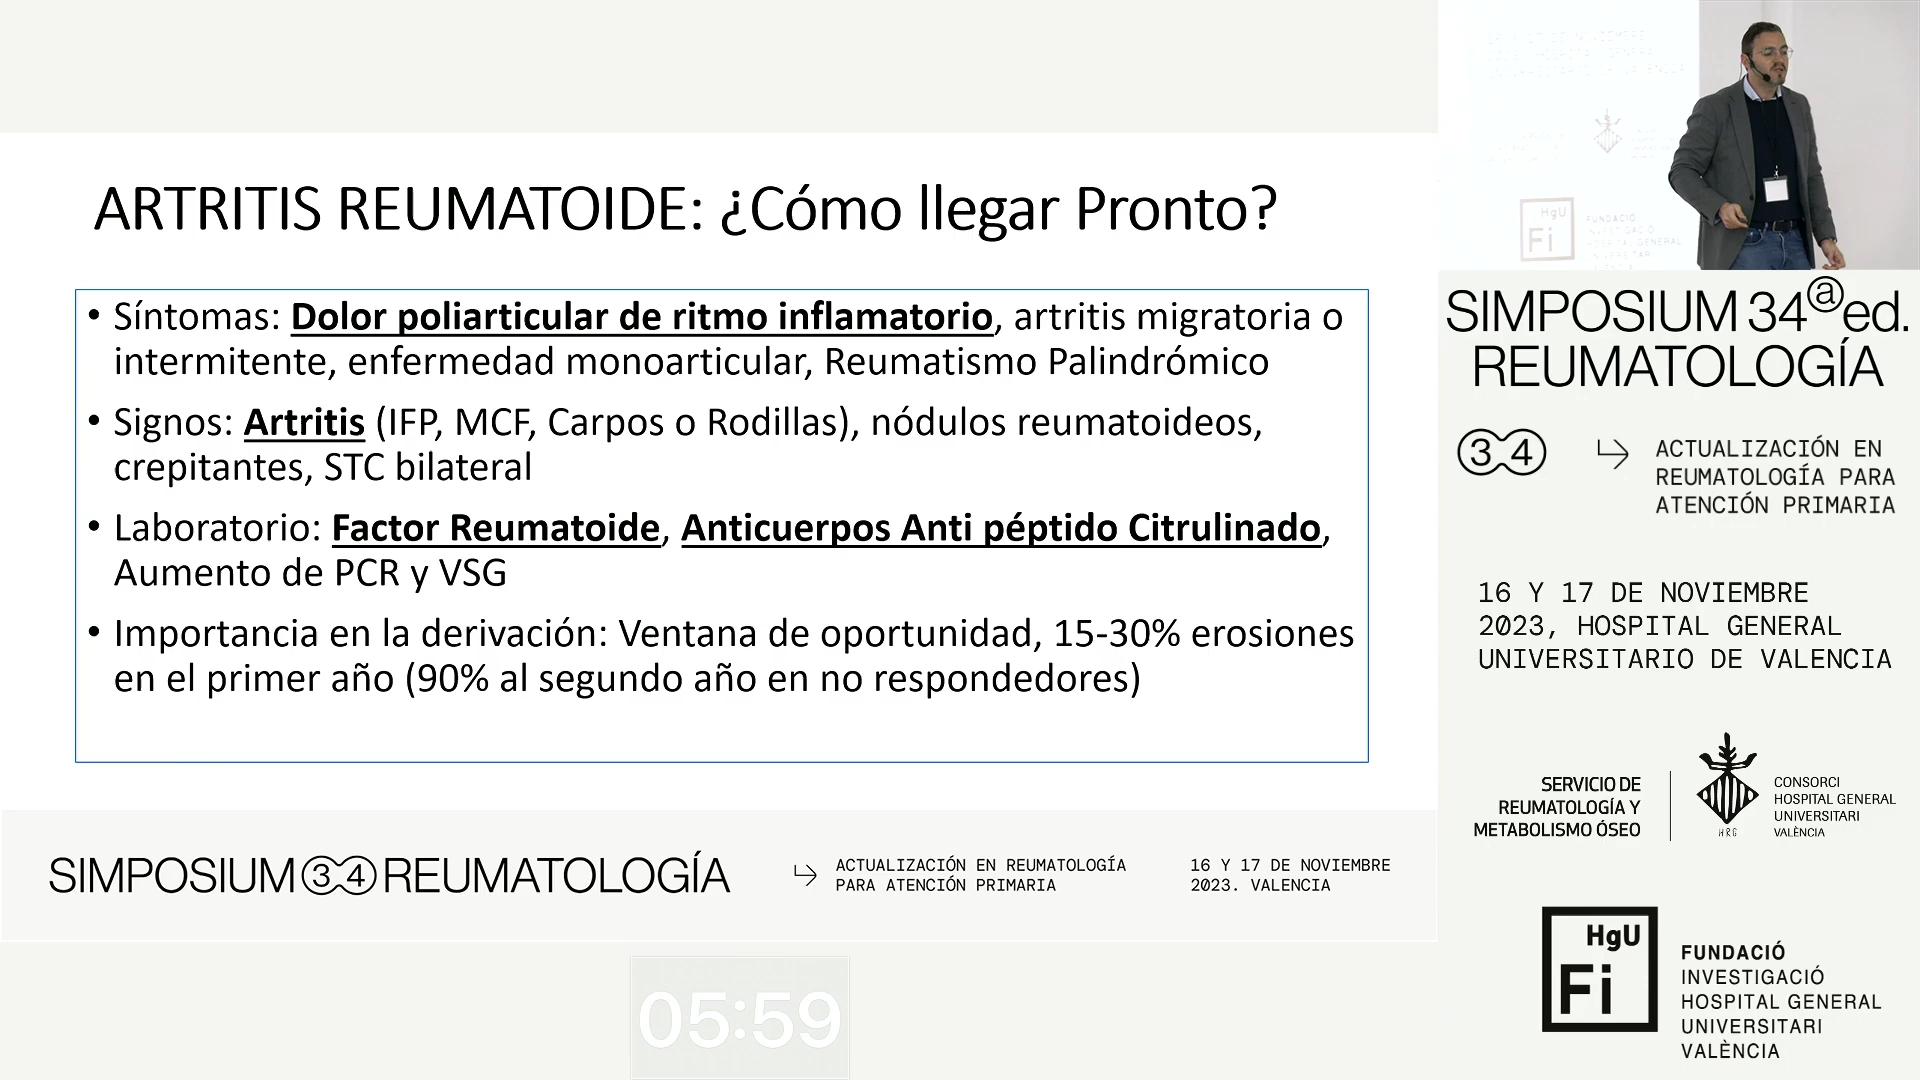 ARTRITIS REUMATOIDE: ¿Cómo llegar Pronto?
• Síntomas: Dolor poliarticular de ritmo inflamatorio, artritis migratoria o
intermitente, enfermedad monoarticular, Reumatismo Palindrómico
• Signos: Artritis (IFP, MCF, Carpos o Rodillas), nódulos reumatoideos,
crepitantes, STC bilateral
• Laboratorio: Factor Reumatoide, Anticuerpos Anti péptido Citrulinado,
Aumento de PCR y VSG
• Importancia en la derivación: Ventana de oportunidad, 15-30% erosiones
en el primer año (90% al segundo año en no respondedores)
SIMPOSIUM 34 REUMATOLOGÍA
ACTUALIZACIÓN EN REUMATOLOGÍA
PARA ATENCIÓN PRIMARIA
16 Y 17 DE NOVIEMBRE
2023. VALENCIA
05:59
HgU
Fi
FUNDACIÓ
SIMPOSIUM 34ªed.
REUMATOLOGÍA
34
ACTUALIZACIÓN EN
REUMATOLOGÍA PARA
ATENCIÓN PRIMARIA
16 Y 17 DE NOVIEMBRE
2023, HOSPITAL GENERAL
UNIVERSITARIO DE VALENCIA
SERVICIO DE
REUMATOLOGÍA Y
METABOLISMO ÓSEO
HRG
CONSORCI
HOSPITAL GENERAL
UNIVERSITARI
VALÈNCIA
HgU
Fi
FUNDACIÓ
INVESTIGACIÓ
HOSPITAL GENERAL
UNIVERSITARI
VALÈNCIA